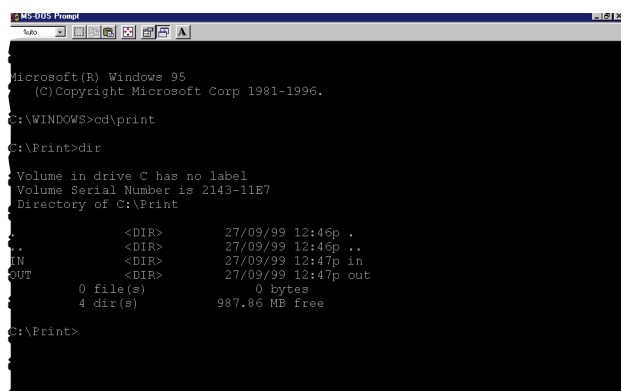 MS-DOS Prompt
Auto
A
Microsoft(R) Windows 95
(C)Copyright Microsoft Corp 1981-1996.
C:\WINDOWS>cd\print
C:\Print>dir
Volume in drive C has no label
Volume Serial Number is 2143-11E7
Directory of C:\Print
. <DIR> 27/09/99 12:46p .
.. <DIR> 27/09/99 12:46p ..
IN <DIR> 27/09/99 12:47p in
OUT <DIR> 27/09/99 12:47p out
0 file(s) 0 bytes
4 dir(s) 987.86 MB free
C:\Print>